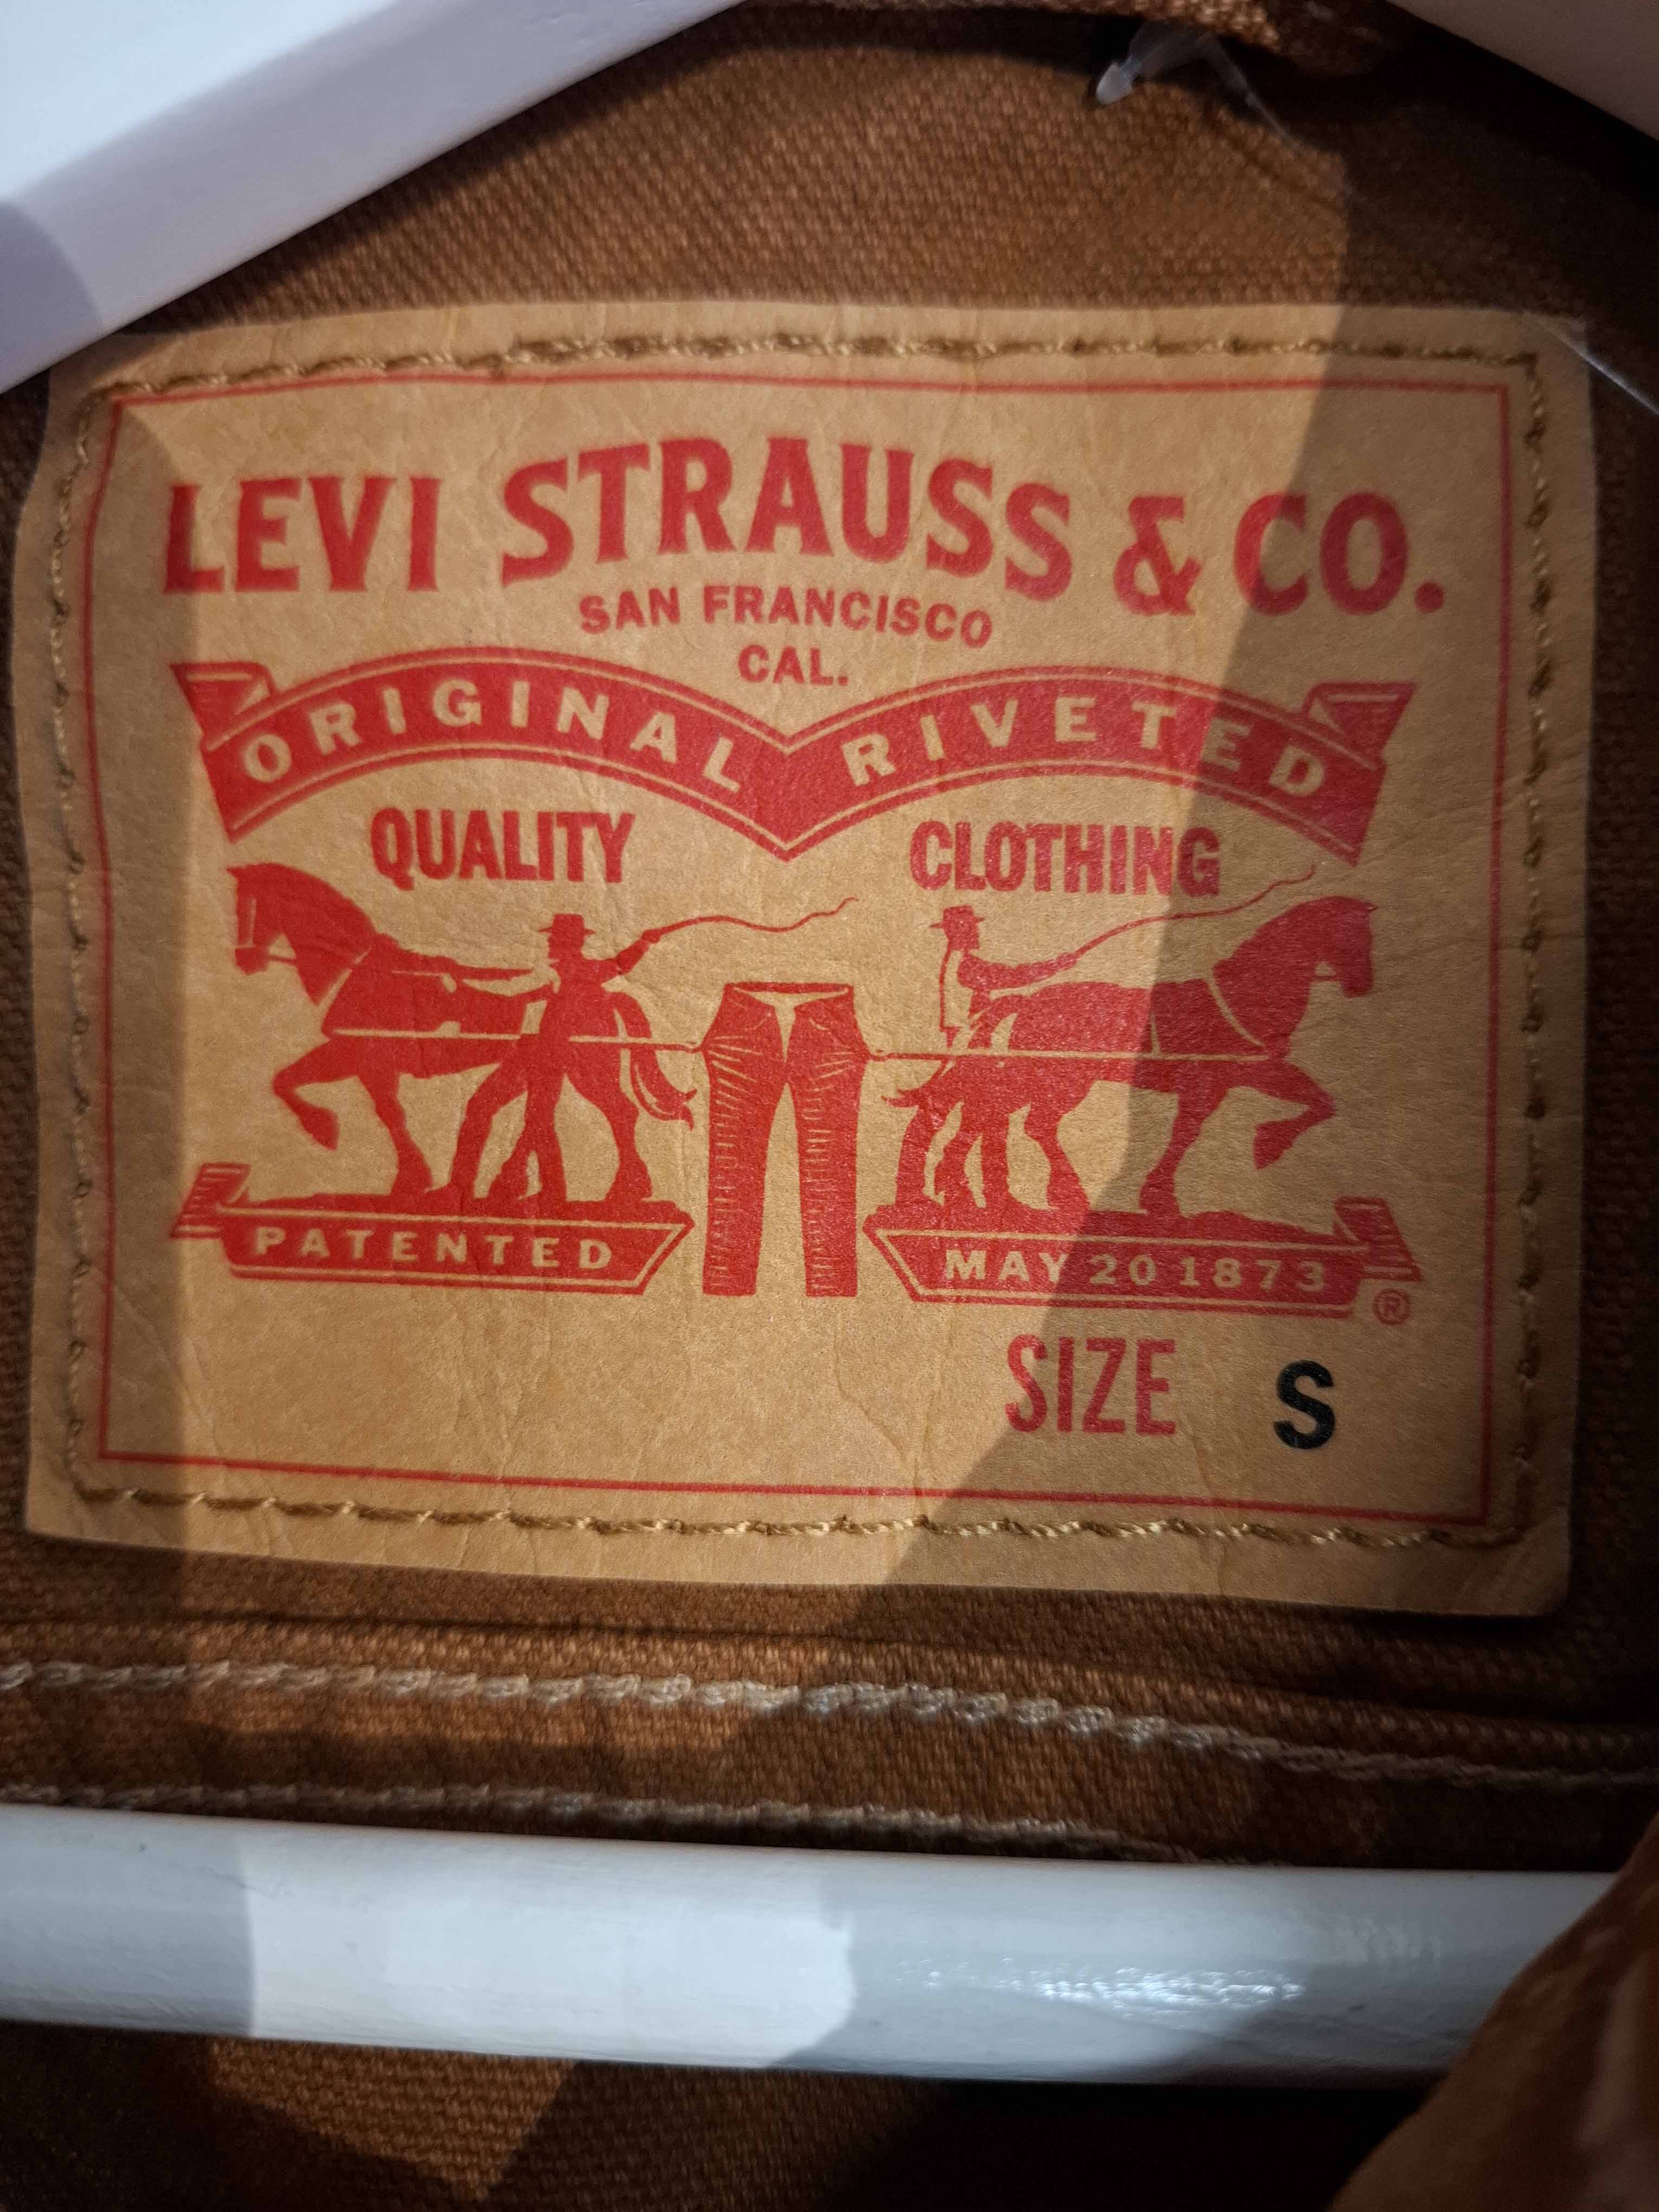 LEVI STRAUSS & CO.
SAN FRANCISCO
CAL.
ORIGINAL RIVETED
QUALITY CLOTHING
PATENTED MAY 20 1873
®
SIZE S